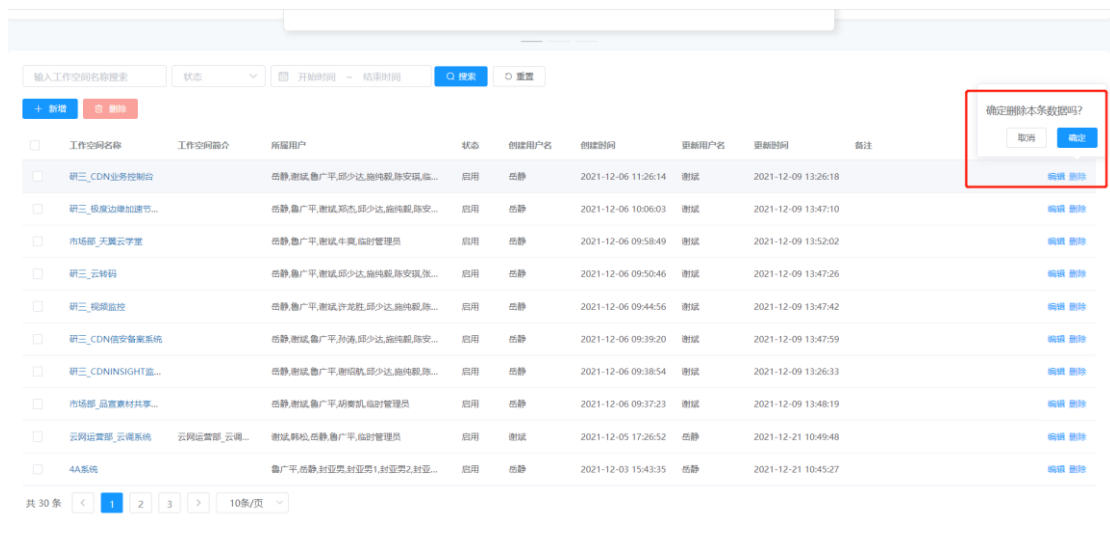 输入工作空间名称搜索 状态 开始时间 ~ 结束时间 搜索 重置
+ 新增 删除
确定删除本条数据吗?
取消 确定
工作空间名称 工作空间简介 所属用户 状态 创建用户名 创建时间 更新用户名 更新时间 备注
研三_CDN业务控制台 岳静,谢斌,鲁广平,邱少达,施纯毅,陈安琪,临... 启用 岳静 2021-12-06 11:26:14 谢斌 2021-12-09 13:26:18 编辑 删除
研三_极度边缘加速节... 岳静,鲁广平,谢斌,郑杰,邱少达,施纯毅,陈安... 启用 岳静 2021-12-06 10:06:03 谢斌 2021-12-09 13:47:10 编辑 删除
市场部_天翼云学堂 岳静,鲁广平,谢斌,牛爽,临时管理员 启用 岳静 2021-12-06 09:58:49 谢斌 2021-12-09 13:52:02 编辑 删除
研三_云转码 岳静,鲁广平,谢斌,邱少达,施纯毅,陈安琪,张... 启用 岳静 2021-12-06 09:50:46 谢斌 2021-12-09 13:47:26 编辑 删除
研三_视频监控 岳静,鲁广平,谢斌,许龙胜,邱少达,施纯毅,陈... 启用 岳静 2021-12-06 09:44:56 谢斌 2021-12-09 13:47:42 编辑 删除
研三_CDN信安备案系统 岳静,谢斌,鲁广平,孙涛,邱少达,施纯毅,陈安... 启用 岳静 2021-12-06 09:39:20 谢斌 2021-12-09 13:47:59 编辑 删除
研三_CDNINSIGHT监... 岳静,谢斌,鲁广平,谢绍航,邱少达,施纯毅,陈... 启用 岳静 2021-12-06 09:38:54 谢斌 2021-12-09 13:26:33 编辑 删除
市场部_品宣素材共享... 岳静,谢斌,鲁广平,胡奏凯,临时管理员 启用 岳静 2021-12-06 09:37:23 谢斌 2021-12-09 13:48:19 编辑 删除
云网运营部_云调系统 云网运营部_云调... 谢斌,韩松,岳静,鲁广平,临时管理员 启用 谢斌 2021-12-05 17:26:52 岳静 2021-12-21 10:49:48 编辑 删除
4A系统 鲁广平,岳静,封亚男,封亚男1,封亚男2,封亚... 启用 岳静 2021-12-03 15:43:35 岳静 2021-12-21 10:45:27 编辑 删除
共 30 条 < 1 2 3 > 10条/页